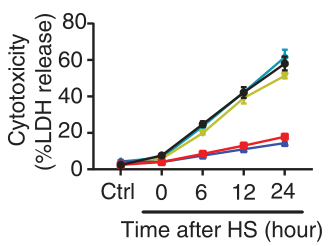 Cytotoxicity
(%LDH release)
80
60
40
20
0
Ctrl 0 6 12 24
Time after HS (hour)